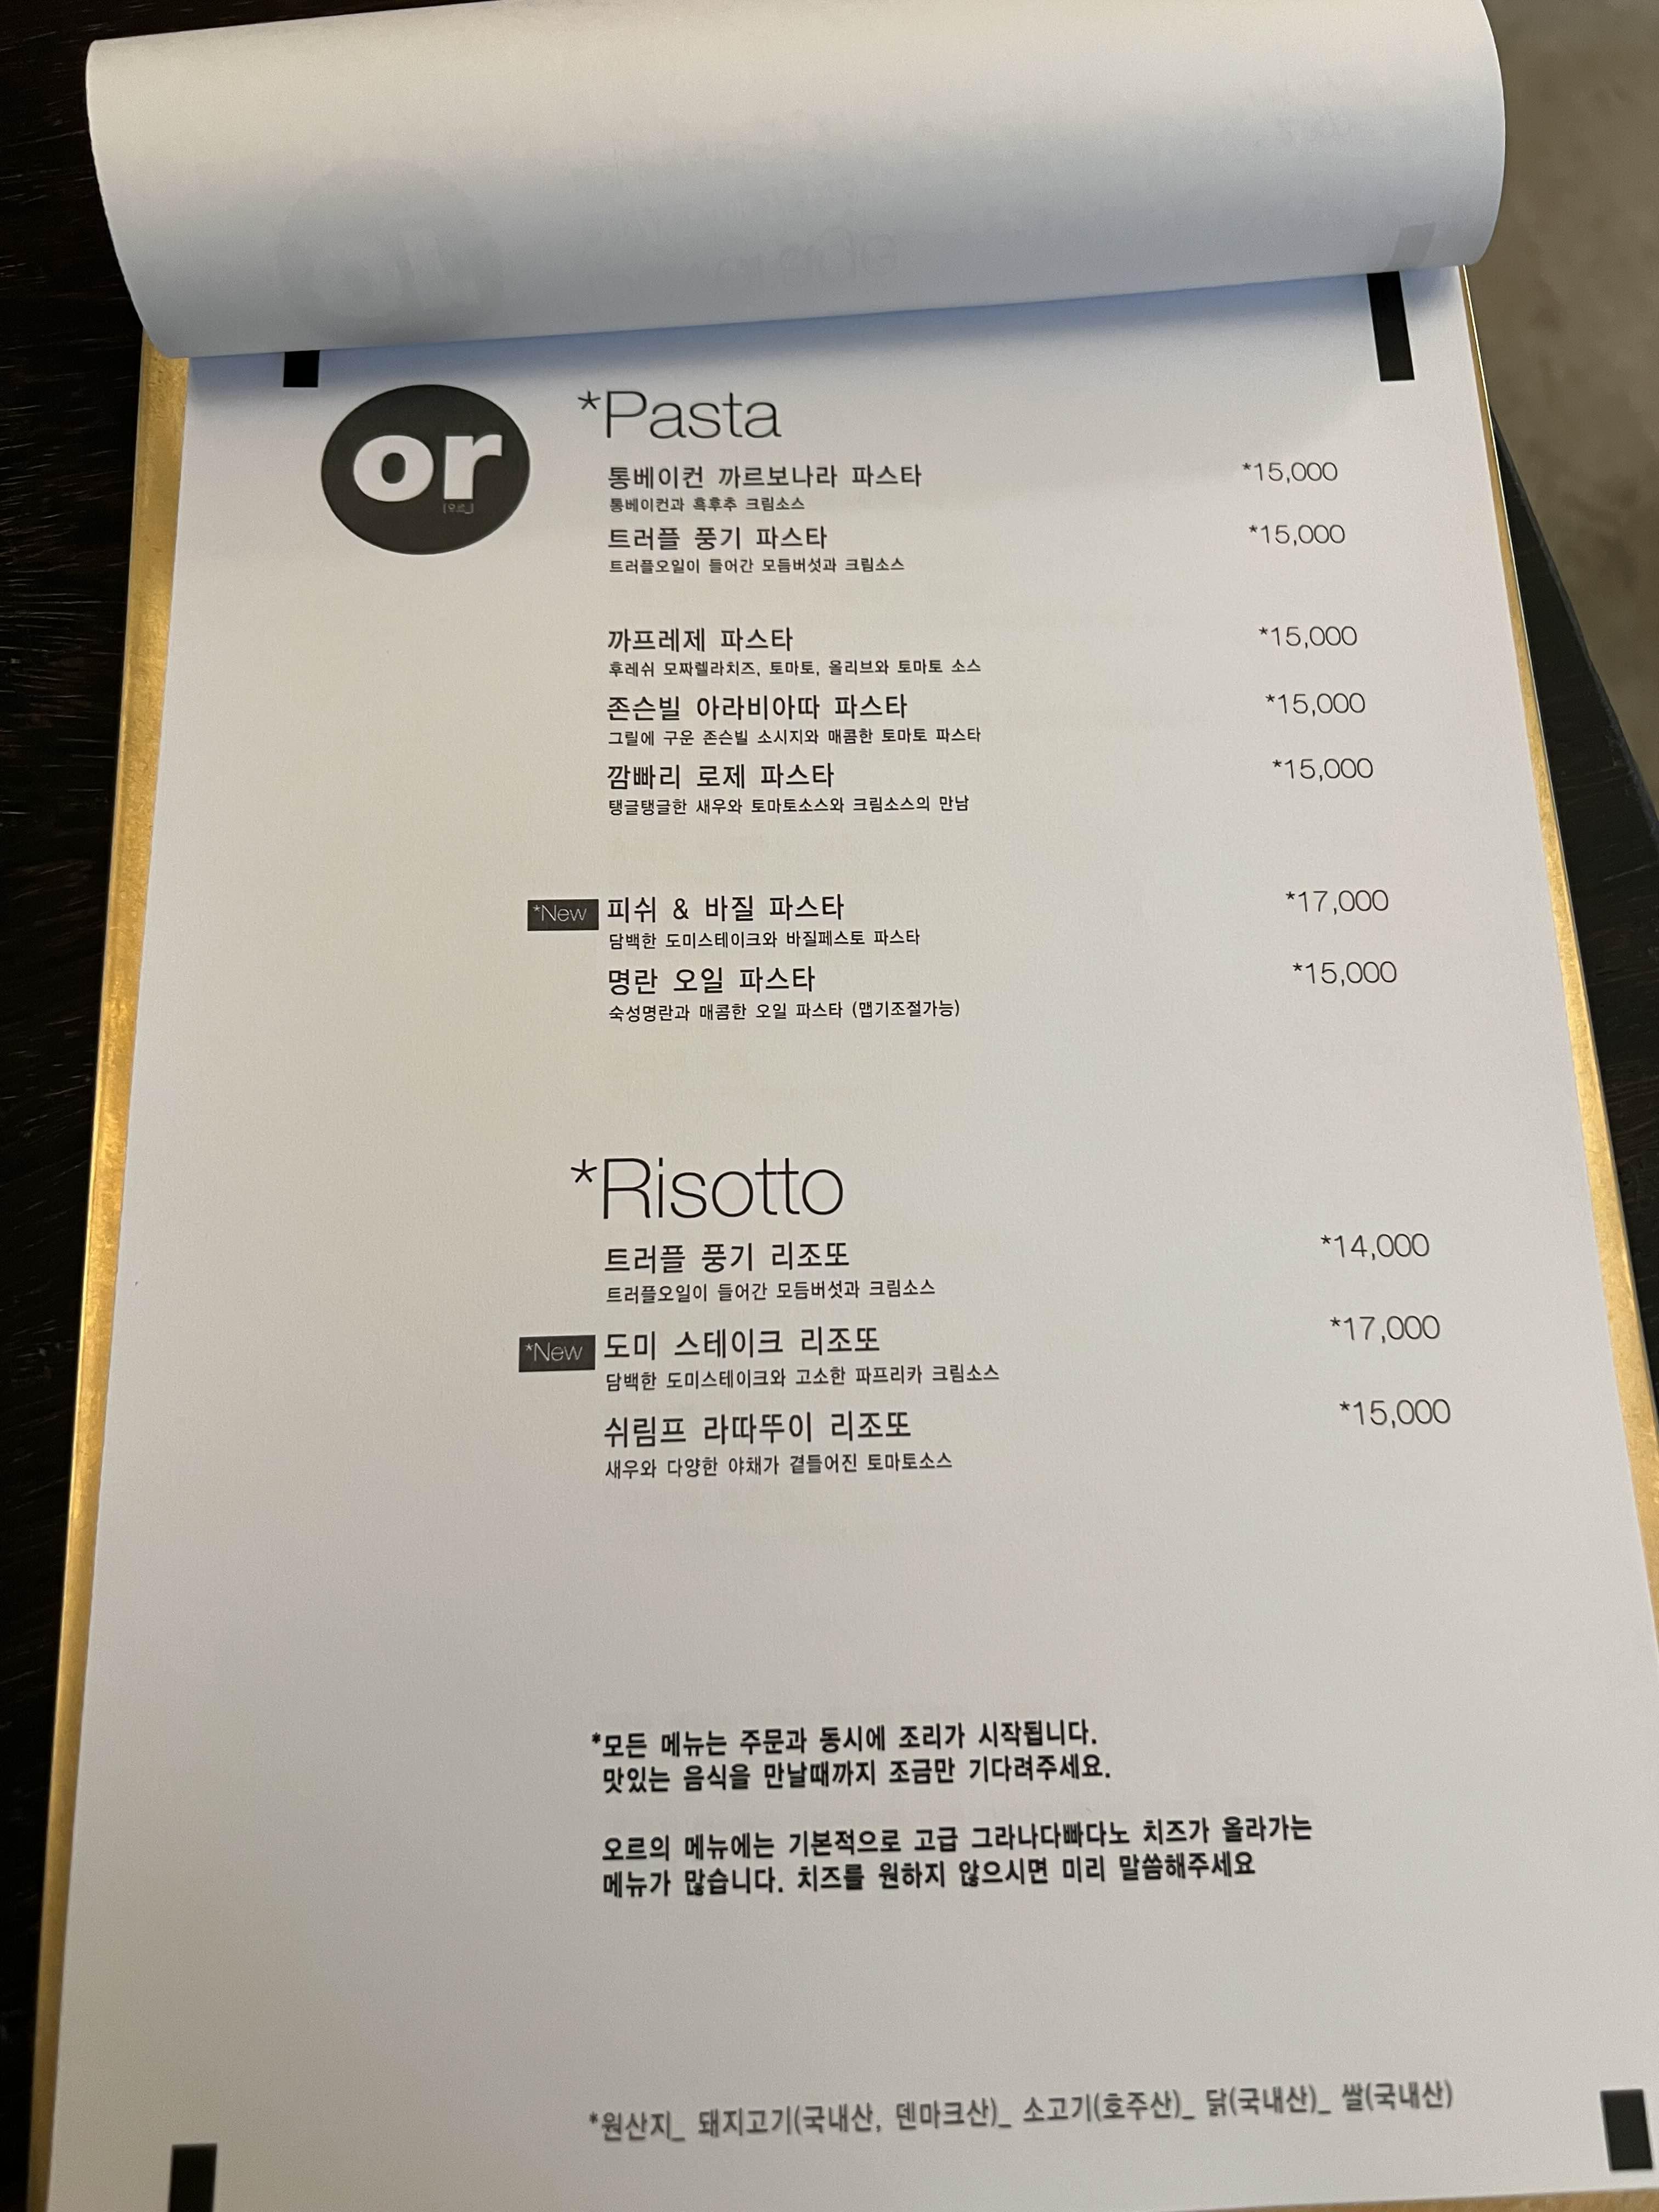 or
[오르_]
*Pasta
통베이컨 까르보나라 파스타 *15,000
통베이컨과 흑후추 크림소스
트러플 풍기 파스타 *15,000
트러플오일이 들어간 모듬버섯과 크림소스
까프레제 파스타 *15,000
후레쉬 모짜렐라치즈, 토마토, 올리브와 토마토 소스
존슨빌 아라비아따 파스타 *15,000
그릴에 구운 존슨빌 소시지와 매콤한 토마토 파스타
깜빠리 로제 파스타 *15,000
탱글탱글한 새우와 토마토소스와 크림소스의 만남
*New 피쉬 & 바질 파스타 *17,000
담백한 도미스테이크와 바질페스토 파스타
명란 오일 파스타 *15,000
숙성명란과 매콤한 오일 파스타 (맵기조절가능)
*Risotto
트러플 풍기 리조또 *14,000
트러플오일이 들어간 모듬버섯과 크림소스
*New 도미 스테이크 리조또 *17,000
담백한 도미스테이크와 고소한 파프리카 크림소스
쉬림프 라따뚜이 리조또 *15,000
새우와 다양한 야채가 곁들어진 토마토소스
*모든 메뉴는 주문과 동시에 조리가 시작됩니다.
맛있는 음식을 만날때까지 조금만 기다려주세요.
오르의 메뉴에는 기본적으로 고급 그라나다빠다노 치즈가 올라가는
메뉴가 많습니다. 치즈를 원하지 않으시면 미리 말씀해주세요
*원산지_ 돼지고기(국내산, 덴마크산)_ 소고기(호주산)_ 닭(국내산)_ 쌀(국내산)